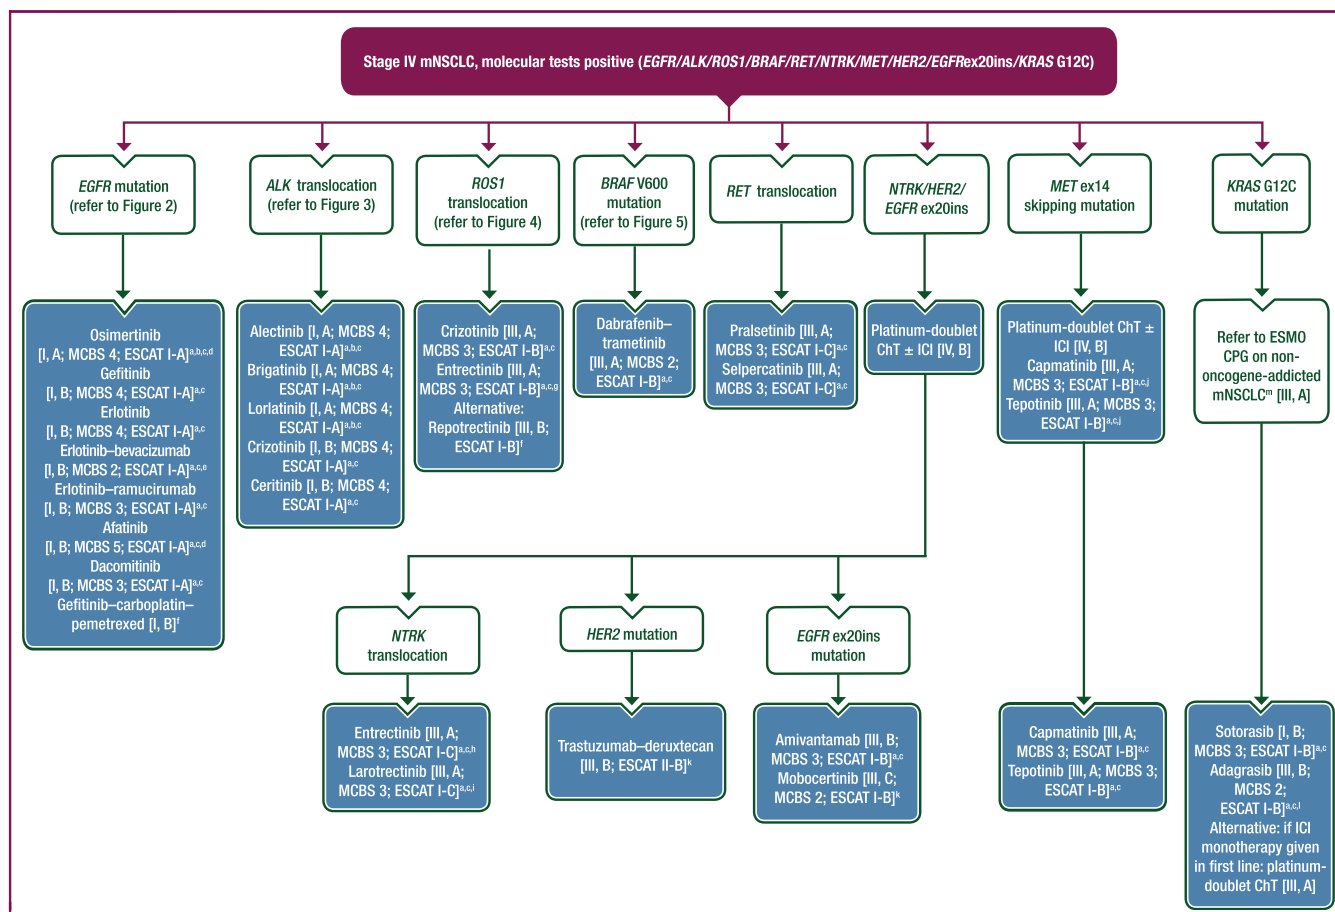 Stage IV mNSCLC, molecular tests positive (EGFR/ALK/ROS1/BRAF/RET/NTRK/MET/HER2/EGFRex20ins/KRAS G12C)
EGFR mutation
(refer to Figure 2)
ALK translocation
(refer to Figure 3)
ROS1
translocation
(refer to Figure 4)
BRAF V600
mutation
(refer to Figure 5)
RET translocation
NTRK/HER2/
EGFR ex20ins
MET ex14
skipping mutation
KRAS G12C
mutation
Osimertinib
[I, A; MCBS 4; ESCAT I-A]a,b,c,d
Gefitinib
[I, B; MCBS 4; ESCAT I-A]a,c
Erlotinib
[I, B; MCBS 4; ESCAT I-A]a,c
Erlotinib–bevacizumab
[I, B; MCBS 2; ESCAT I-A]a,c,e
Erlotinib–ramucirumab
[I, B; MCBS 3; ESCAT I-A]a,c
Afatinib
[I, B; MCBS 5; ESCAT I-A]a,c,d
Dacomitinib
[I, B; MCBS 3; ESCAT I-A]a,c
Gefitinib–carboplatin–
pemetrexed [I, B]f
Alectinib [I, A; MCBS 4;
ESCAT I-A]a,b,c
Brigatinib [I, A; MCBS 4;
ESCAT I-A]a,b,c
Lorlatinib [I, A; MCBS 4;
ESCAT I-A]a,b,c
Crizotinib [I, B; MCBS 4;
ESCAT I-A]a,c
Ceritinib [I, B; MCBS 4;
ESCAT I-A]a,c
Crizotinib [III, A;
MCBS 3; ESCAT I-B]a,c
Entrectinib [III, A;
MCBS 3; ESCAT I-B]a,c,g
Alternative:
Repotrectinib [III, B;
ESCAT I-B]f
Dabrafenib–
trametinib
[III, A; MCBS 2;
ESCAT I-B]a,c
Pralsetinib [III, A;
MCBS 3; ESCAT I-C]a,c
Selpercatinib [III, A;
MCBS 3; ESCAT I-C]a,c
Platinum-doublet
ChT ± ICI [IV, B]
Platinum-doublet ChT ±
ICI [IV, B]
Capmatinib [III, A;
MCBS 3; ESCAT I-B]a,c,j
Tepotinib [III, A; MCBS 3;
ESCAT I-B]a,c,j
Refer to ESMO
CPG on non-
oncogene-addicted
mNSCLCm [III, A]
NTRK
translocation
HER2 mutation
EGFR ex20ins
mutation
Entrectinib [III, A;
MCBS 3; ESCAT I-C]a,c,h
Larotrectinib [III, A;
MCBS 3; ESCAT I-C]a,c,i
Trastuzumab–deruxtecan
[III, B; ESCAT II-B]k
Amivantamab [III, B;
MCBS 3; ESCAT I-B]a,c
Mobocertinib [III, C;
MCBS 2; ESCAT I-B]k
Capmatinib [III, A;
MCBS 3; ESCAT I-B]a,c
Tepotinib [III, A; MCBS 3;
ESCAT I-B]a,c
Sotorasib [I, B;
MCBS 3; ESCAT I-B]a,c
Adagrasib [III, B;
MCBS 2;
ESCAT I-B]a,c,l
Alternative: if ICI
monotherapy given
in first line: platinum-
doublet ChT [III, A]